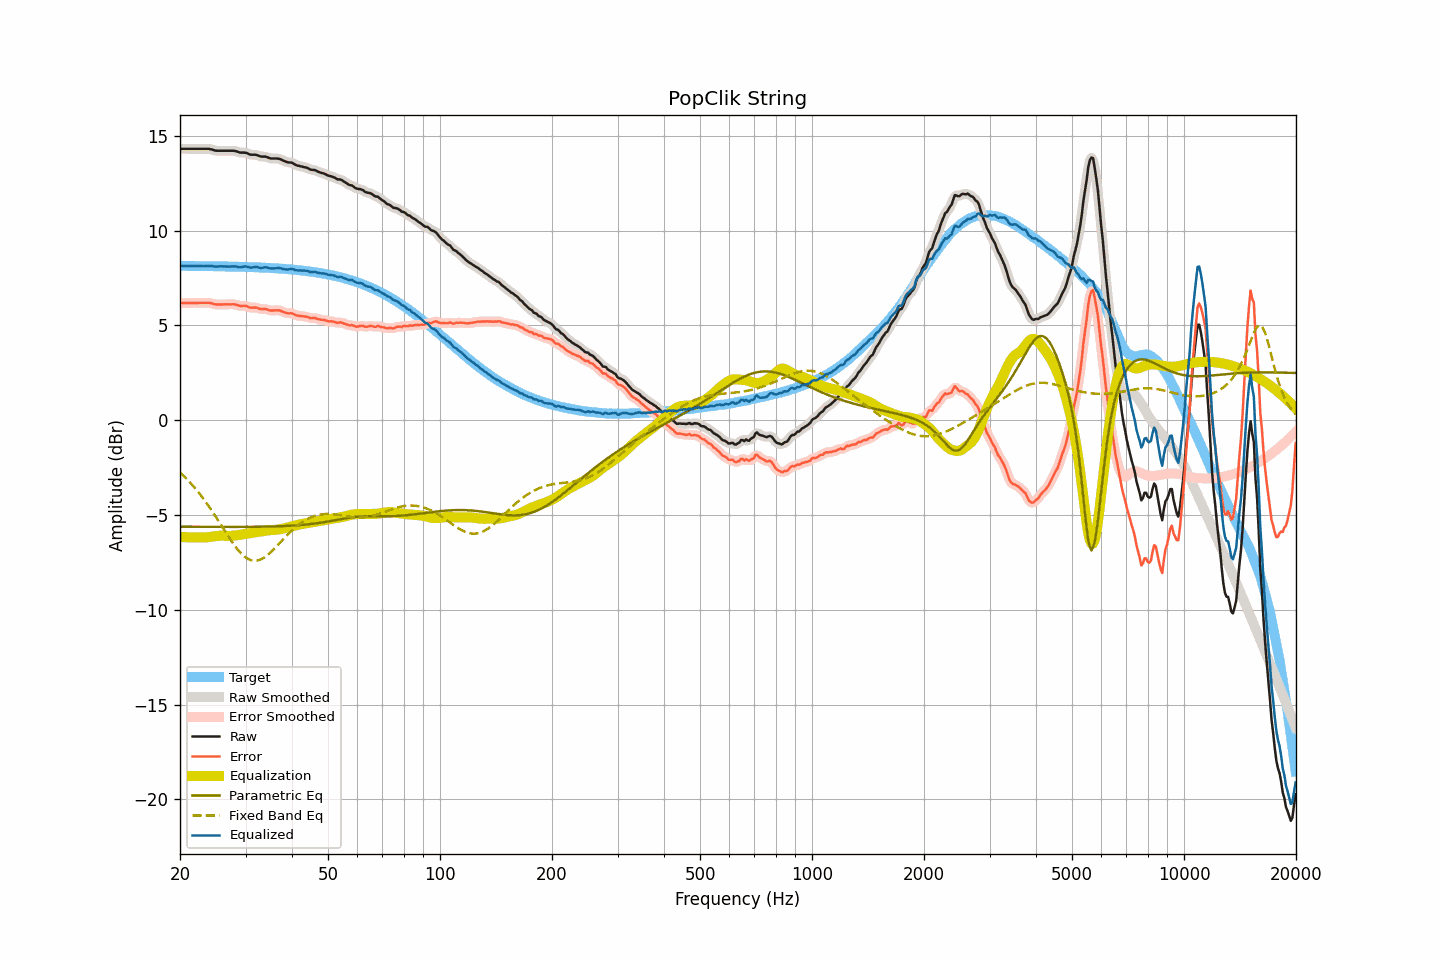 PopClik String
15
10
5
0
−5
−10
−15
−20
Amplitude (dBr)
Target
Raw Smoothed
Error Smoothed
Raw
Error
Equalization
Parametric Eq
Fixed Band Eq
Equalized
20 50 100 200 500 1000 2000 5000 10000 20000
Frequency (Hz)